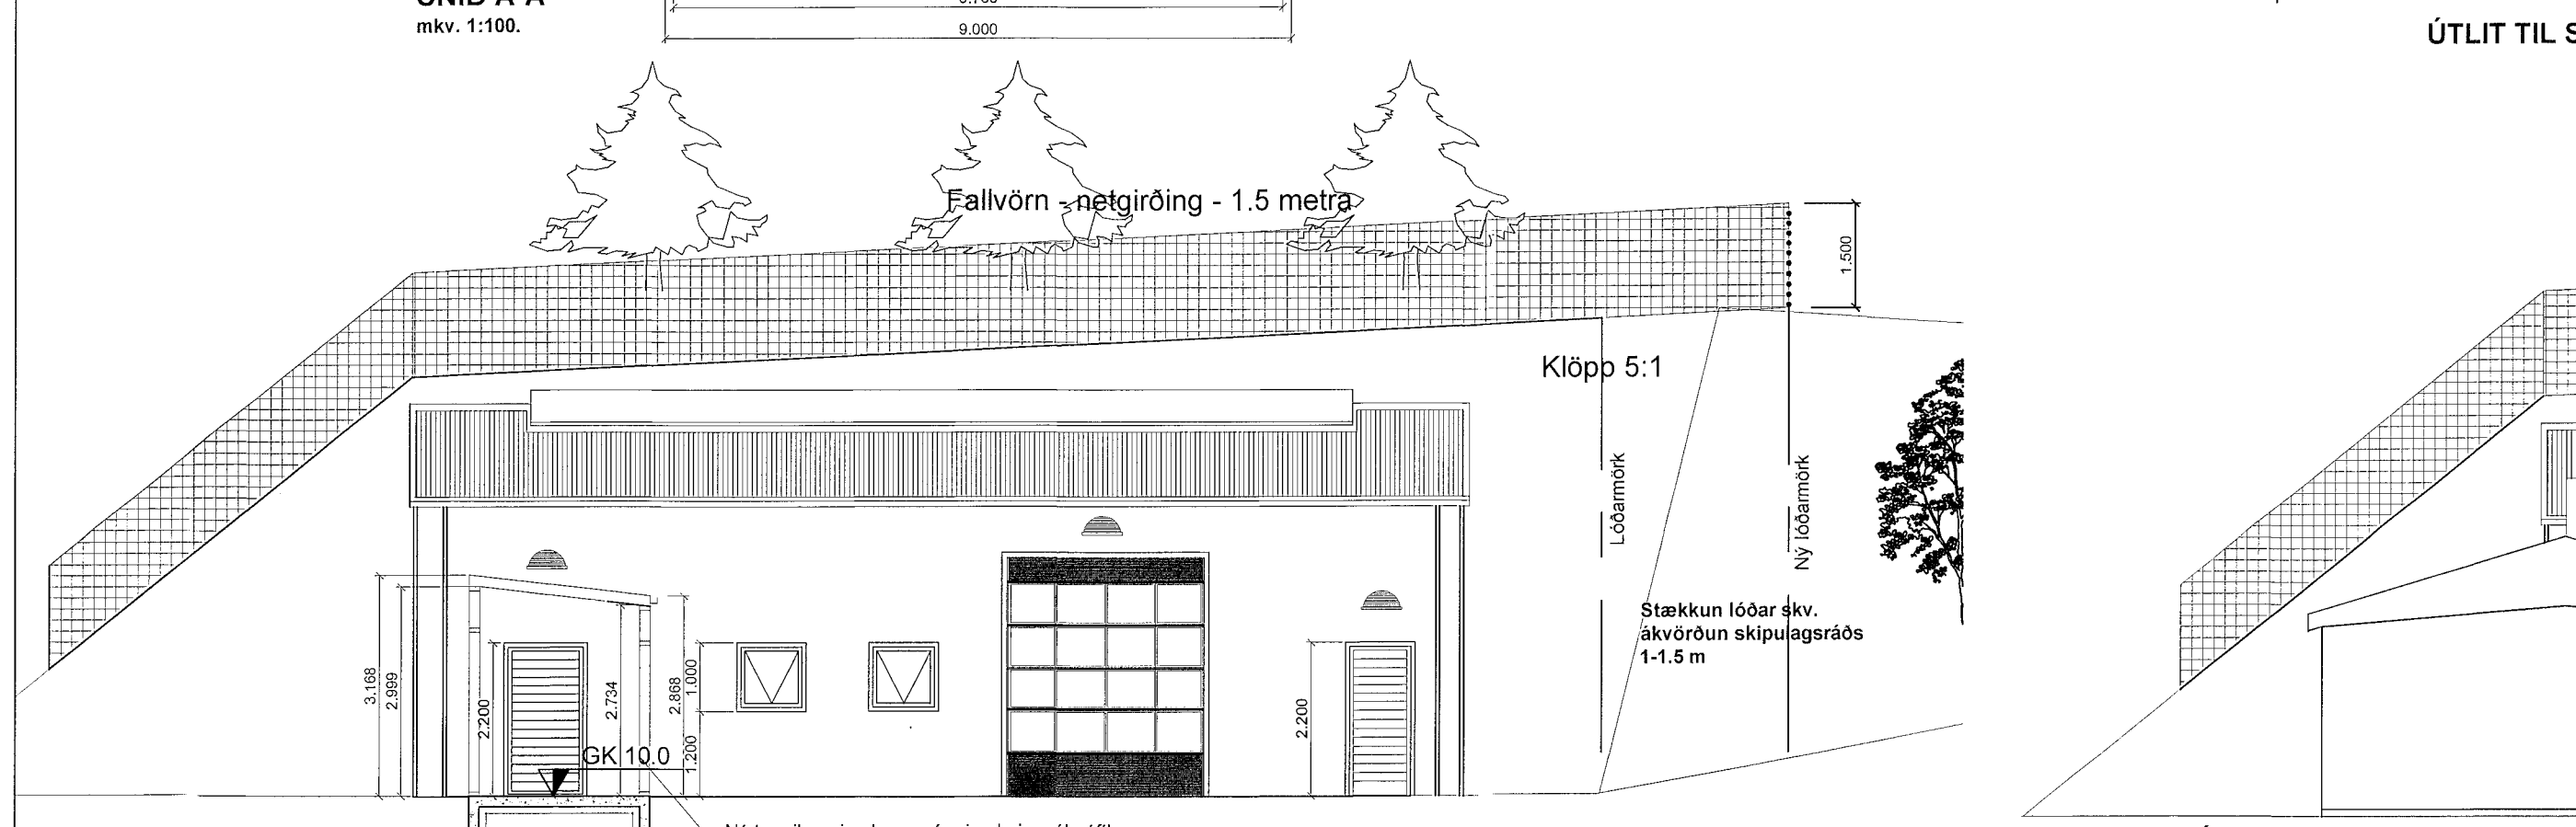 mkv. 1:100.
9.000
ÚTLIT TIL S
Fallvörn - netgirðing - 1.5 metra
1.500
Klöpp 5:1
Lóðarmörk
Ný lóðarmörk
Stækkun lóðar skv.
ákvörðun skipulagsráðs
1-1.5 m
3.168
2.999
2.200
2.734
2.868
1.000
1.200
GK 10.0
2.200